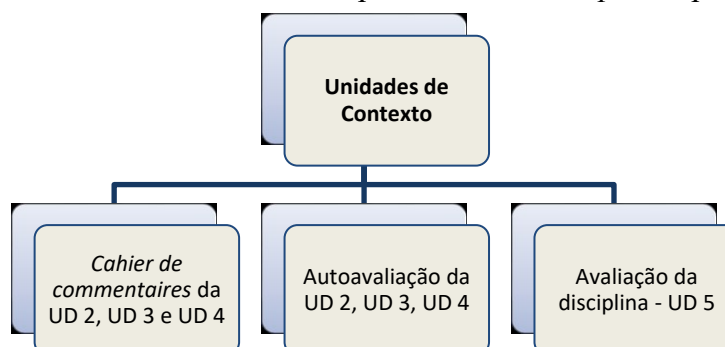 Unidades de
Contexto
Cahier de
commentaires da
UD 2, UD 3 e UD 4
Autoavaliação da
UD 2, UD 3, UD 4
Avaliação da
disciplina - UD 5